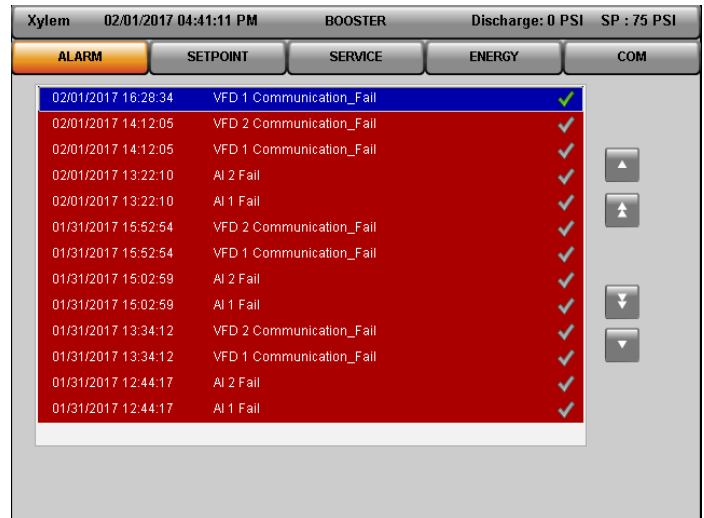 Xylem 02/01/2017 04:41:11 PM BOOSTER Discharge: 0 PSI SP : 75 PSI
ALARM SETPOINT SERVICE ENERGY COM
02/01/2017 16:28:34 VFD 1 Communication_Fail
02/01/2017 14:12:05 VFD 2 Communication_Fail
02/01/2017 14:12:05 VFD 1 Communication_Fail
02/01/2017 13:22:10 AI 2 Fail
02/01/2017 13:22:10 AI 1 Fail
01/31/2017 15:52:54 VFD 2 Communication_Fail
01/31/2017 15:52:54 VFD 1 Communication_Fail
01/31/2017 15:02:59 AI 2 Fail
01/31/2017 15:02:59 AI 1 Fail
01/31/2017 13:34:12 VFD 2 Communication_Fail
01/31/2017 13:34:12 VFD 1 Communication_Fail
01/31/2017 12:44:17 AI 2 Fail
01/31/2017 12:44:17 AI 1 Fail